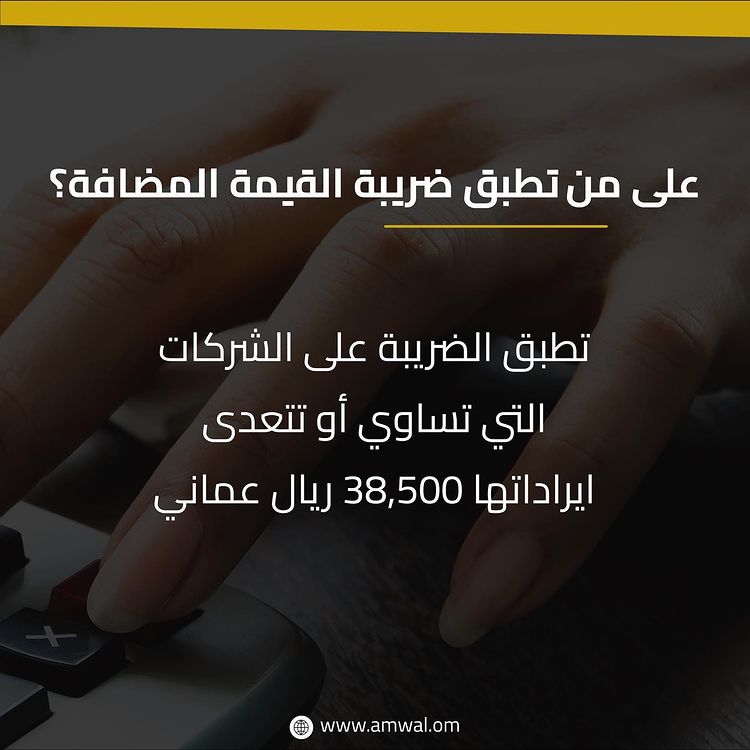 على من تطبق ضريبة القيمة المضافة؟
تطبق الضريبة على الشركات
التي تساوي أو تتعدى
ايراداتها 38,500 ريال عماني
www.amwal.om